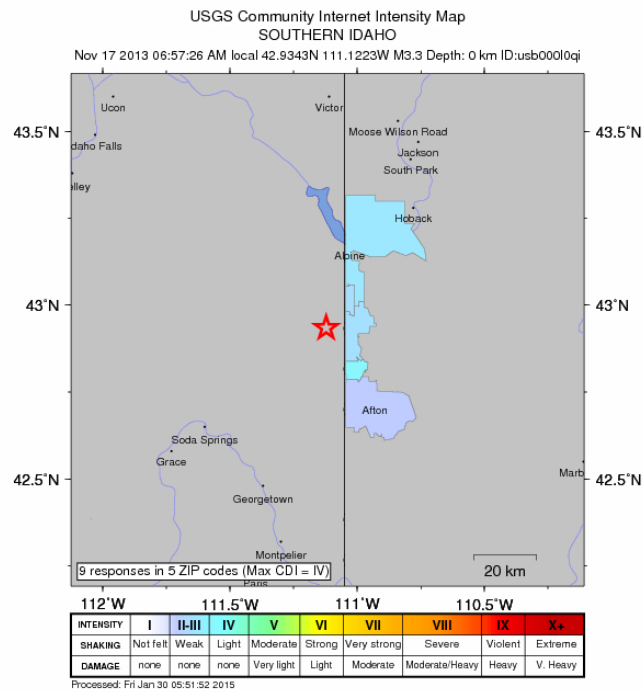 USGS Community Internet Intensity Map
SOUTHERN IDAHO
Nov 17 2013 06:57:26 AM local 42.9343N 111.1223W M3.3 Depth: 0 km ID:usb000l0qi
Ucon
Victor
43.5˚N
43.5˚N
Moose Wilson Road
daho Falls
Jackson
South Park
elley
Hoback
Alpine
43˚N
43˚N
Afton
Soda Springs
Grace
42.5˚N
42.5˚N
Marb
Georgetown
Montpelier
9 responses in 5 ZIP codes (Max CDI = IV)
Paris
20 km
112˚W
111.5˚W
111˚W
110.5˚W
INTENSITY I II-III IV V VI VII VIII IX X+
SHAKING Not felt Weak Light Moderate Strong Very strong Severe Violent Extreme
DAMAGE none none none Very light Light Moderate Moderate/Heavy Heavy V. Heavy
Processed: Fri Jan 30 05:51:52 2015